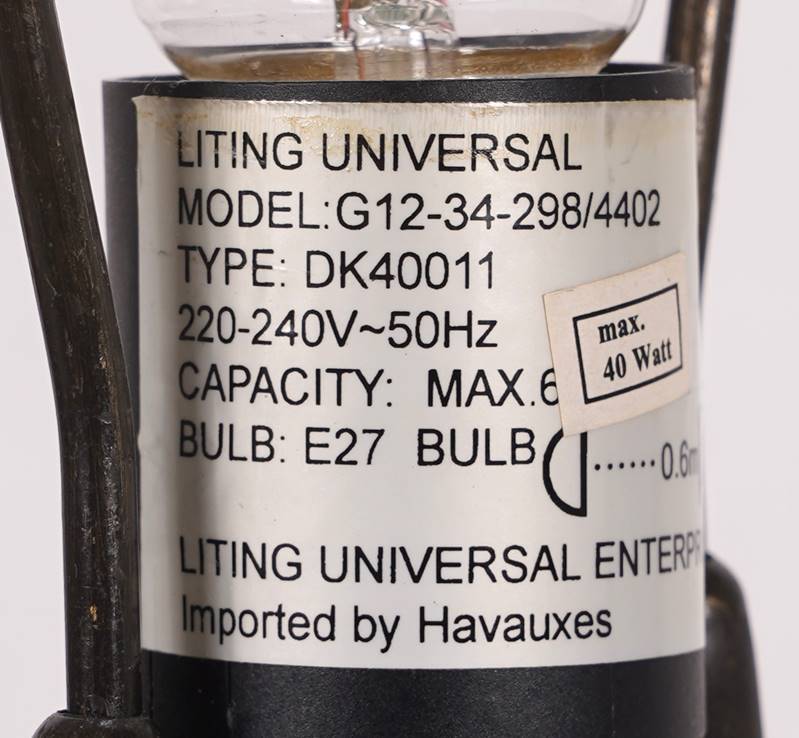 LITING UNIVERSAL
MODEL:G12-34-298/4402
TYPE: DK40011
220-240V~50Hz
CAPACITY: MAX.6
max.
40 Watt
BULB: E27 BULB
......0.6m
LITING UNIVERSAL
Imported by Havauxes